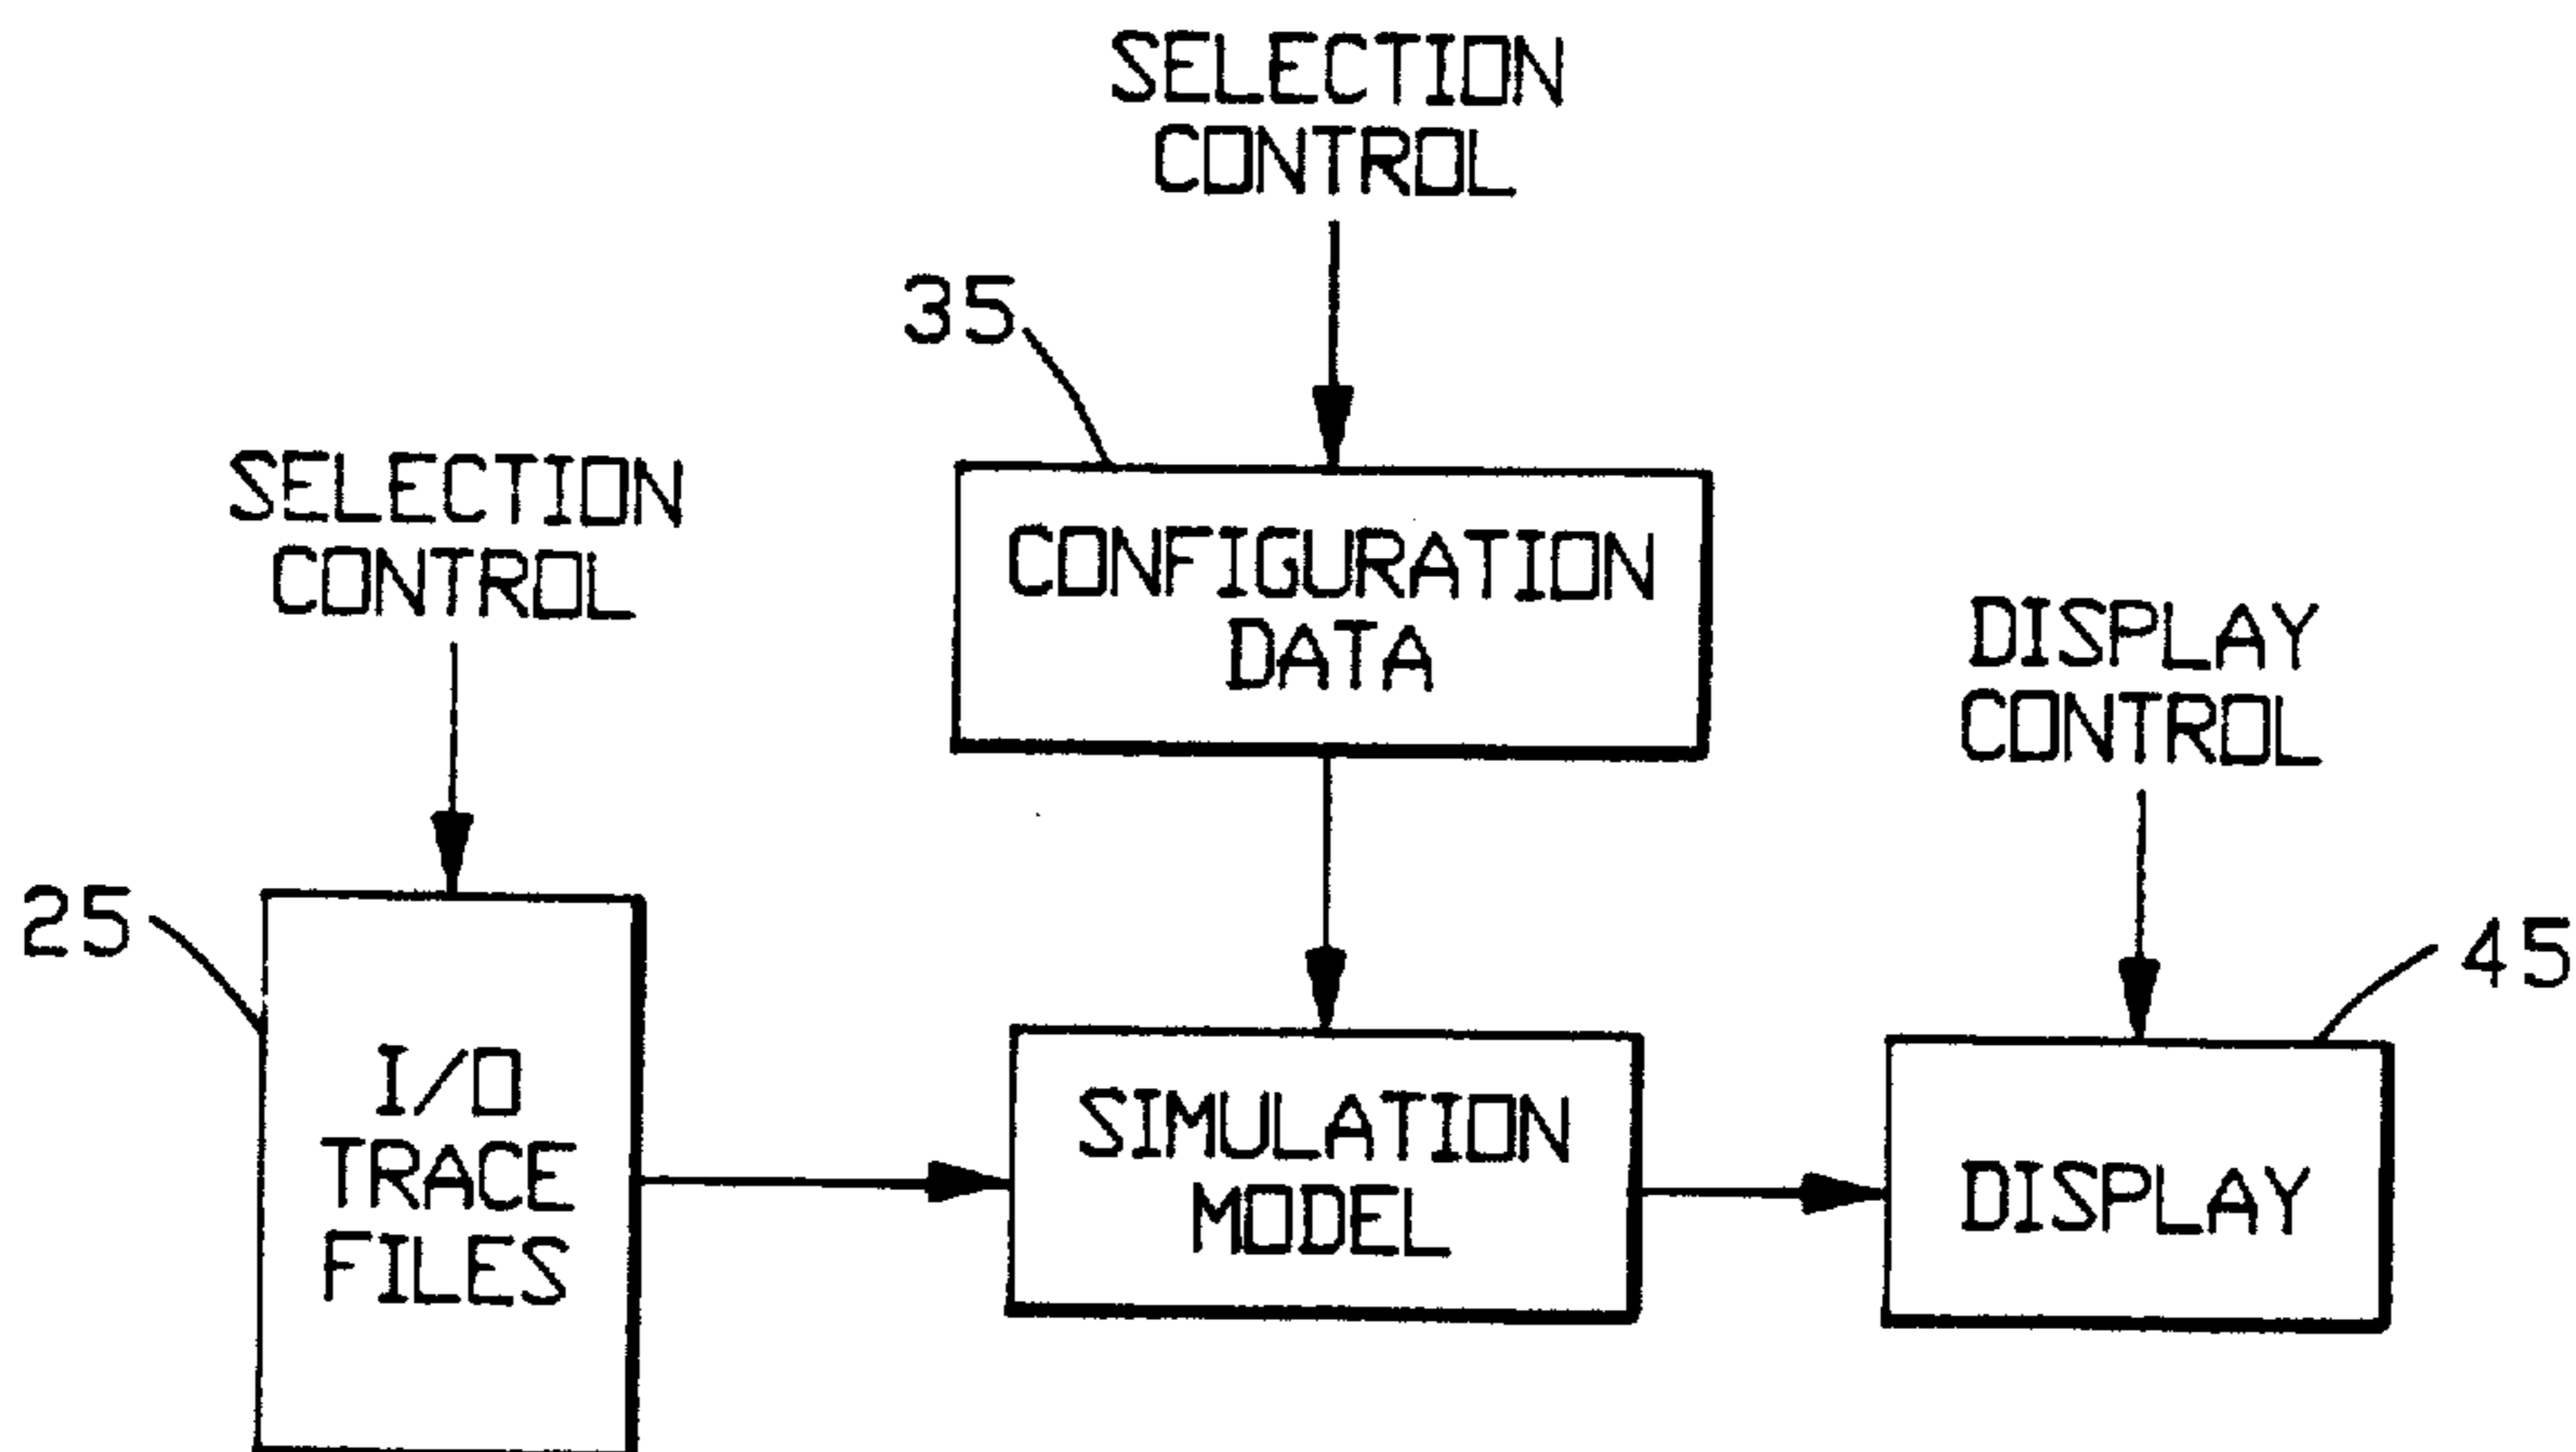 SELECTION
CONTROL
35
SELECTION
CONTROL
CONFIGURATION
DATA
DISPLAY
CONTROL
25
45
I/O
TRACE
FILES
SIMULATION
MODEL
DISPLAY